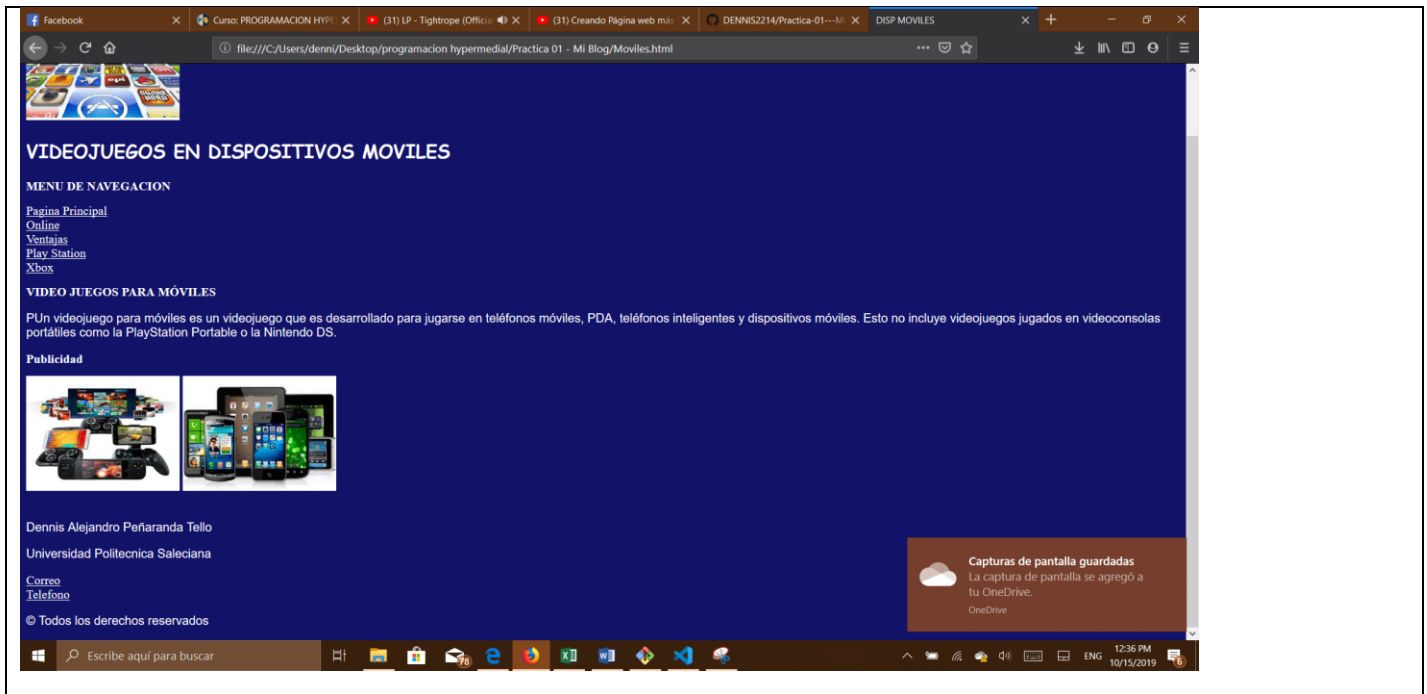 Facebook
Curso: PROGRAMACION HYPE
(31) LP - Tightrope (Officia
(31) Creando Página web más
DENNIS2214/Practica-01---Mi
DISP MOVILES
file:///C:/Users/denni/Desktop/programacion hypermedial/Practica 01 - Mi Blog/Moviles.html
VIDEOJUEGOS EN DISPOSITIVOS MOVILES
MENU DE NAVEGACION
Pagina Principal
Online
Ventajas
Play Station
Xbox
VIDEO JUEGOS PARA MÓVILES
PUn videojuego para móviles es un videojuego que es desarrollado para jugarse en teléfonos móviles, PDA, teléfonos inteligentes y dispositivos móviles. Esto no incluye videojuegos jugados en videoconsolas
portátiles como la PlayStation Portable o la Nintendo DS.
Publicidad
Dennis Alejandro Peñaranda Tello
Universidad Politecnica Saleciana
Correo
Telefono
© Todos los derechos reservados
Capturas de pantalla guardadas
La captura de pantalla se agregó a
tu OneDrive.
OneDrive
Escribe aquí para buscar
78
ENG
12:36 PM
10/15/2019
6